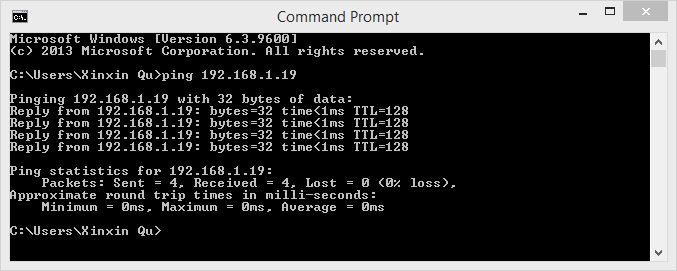 Command Prompt
Microsoft Windows [Version 6.3.9600]
(c) 2013 Microsoft Corporation. All rights reserved.
C:\Users\Xinxin Qu>ping 192.168.1.19
Pinging 192.168.1.19 with 32 bytes of data:
Reply from 192.168.1.19: bytes=32 time<1ms TTL=128
Reply from 192.168.1.19: bytes=32 time<1ms TTL=128
Reply from 192.168.1.19: bytes=32 time<1ms TTL=128
Reply from 192.168.1.19: bytes=32 time<1ms TTL=128
Ping statistics for 192.168.1.19:
    Packets: Sent = 4, Received = 4, Lost = 0 (0% loss),
Approximate round trip times in milli-seconds:
    Minimum = 0ms, Maximum = 0ms, Average = 0ms
C:\Users\Xinxin Qu>